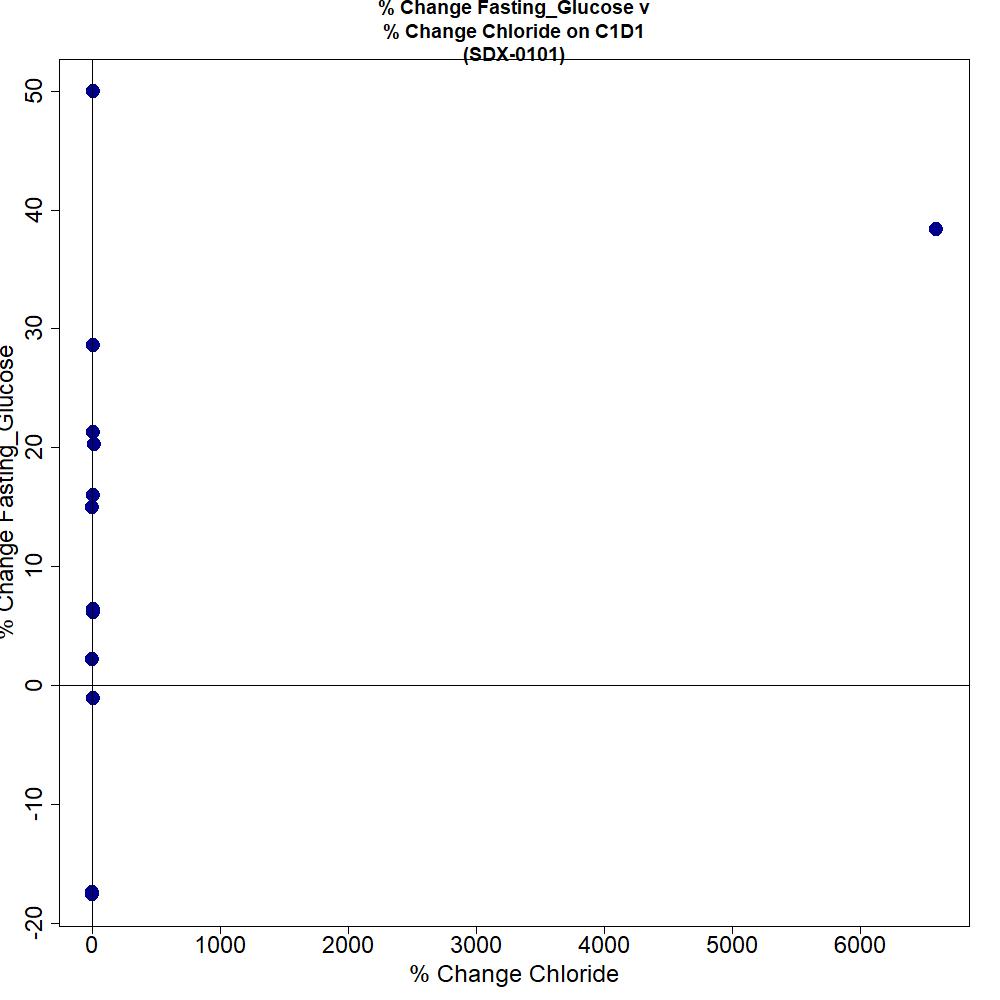 % Change Fasting_Glucose v
% Change Chloride on C1D1
(SDX-0101)
% Change Fasting_Glucose
50
40
30
20
10
0
-10
-20
0 1000 2000 3000 4000 5000 6000
% Change Chloride